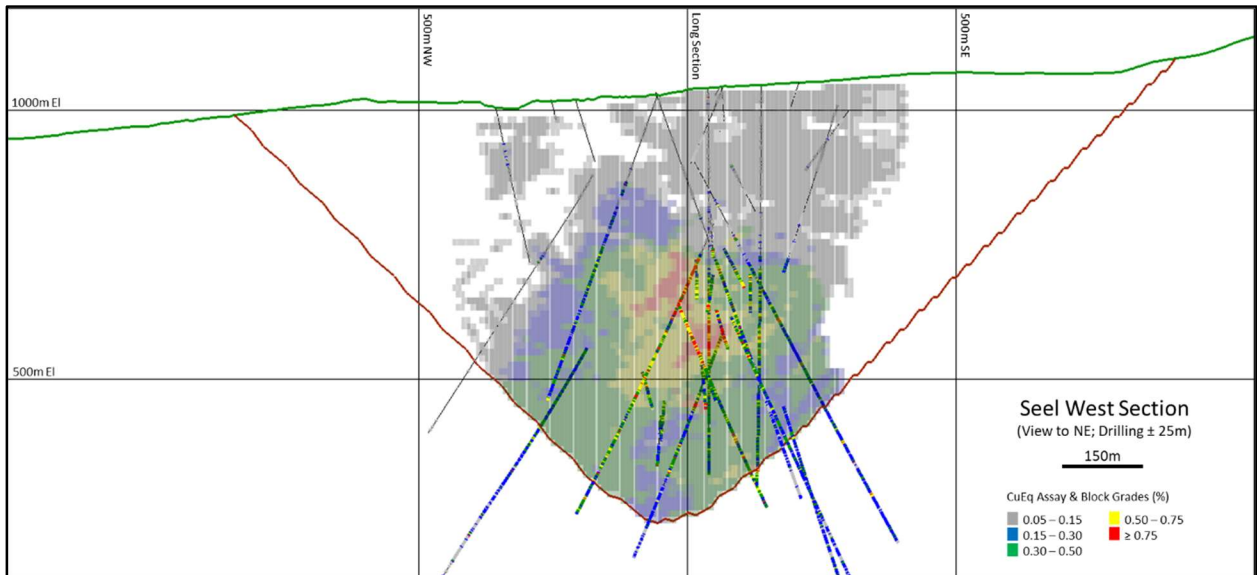 500m NW
Long Section
500m SE
1000m El
500m El
Seel West Section
(View to NE; Drilling ± 25m)
150m
CuEq Assay & Block Grades (%)
0.05 – 0.15
0.50 – 0.75
0.15 – 0.30
≥ 0.75
0.30 – 0.50